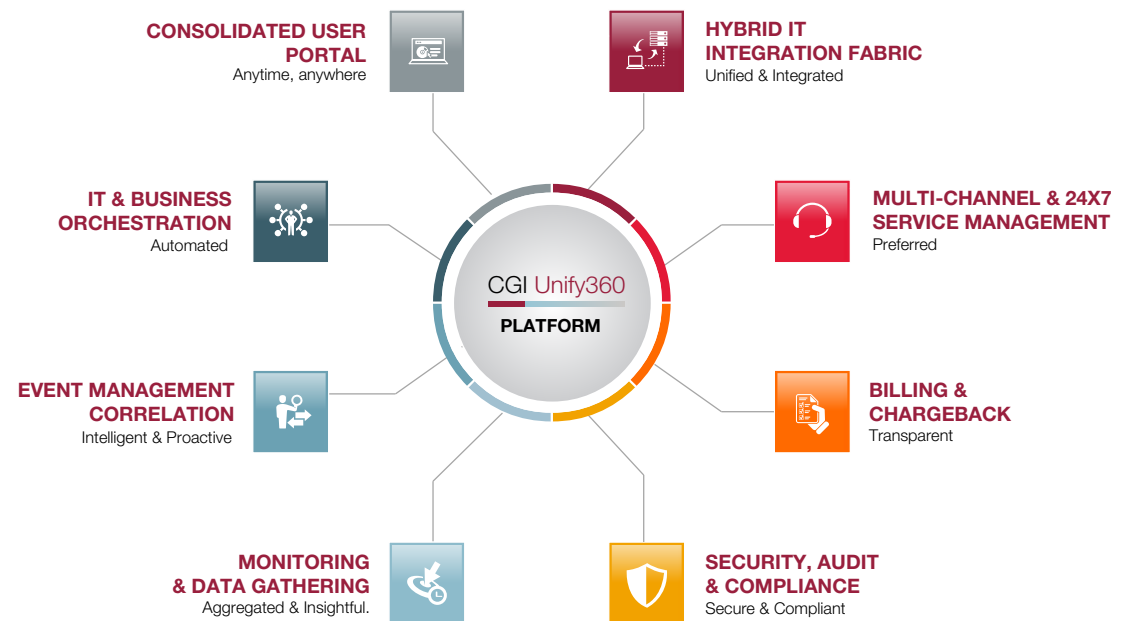 CONSOLIDATED USER
PORTAL
Anytime, anywhere
HYBRID IT
INTEGRATION FABRIC
Unified & Integrated
IT & BUSINESS
ORCHESTRATION
Automated
MULTI-CHANNEL & 24X7
SERVICE MANAGEMENT
Preferred
CGI Unify360
PLATFORM
EVENT MANAGEMENT
CORRELATION
Intelligent & Proactive
BILLING &
CHARGEBACK
Transparent
MONITORING
& DATA GATHERING
Aggregated & Insightful.
SECURITY, AUDIT
& COMPLIANCE
Secure & Compliant